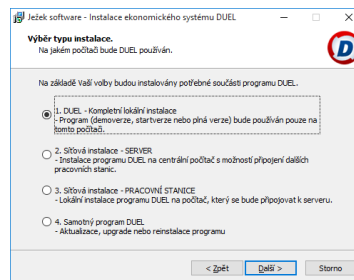 Ježek software - Instalace ekonomického systému DUEL
Výběr typu instalace.
Na jakém počítači bude DUEL používán.
D
Na základě Vaší volby budou instalovány potřebné součásti programu DUEL.
1. DUEL - Kompletní lokální instalace
- Program (demoverze, startverze nebo plná verze) bude používán pouze na
tomto počítači.
2. Síťová instalace - SERVER
- Instalace programu DUEL na centrální počítač s možností připojení dalších
pracovních stanic.
3. Síťová instalace - PRACOVNÍ STANICE
- Lokální instalace programu DUEL na počítač, který se bude připojovat k serveru.
4. Samotný program DUEL
- Aktualizace, upgrade nebo reinstalace programu
< Zpět Další > Storno